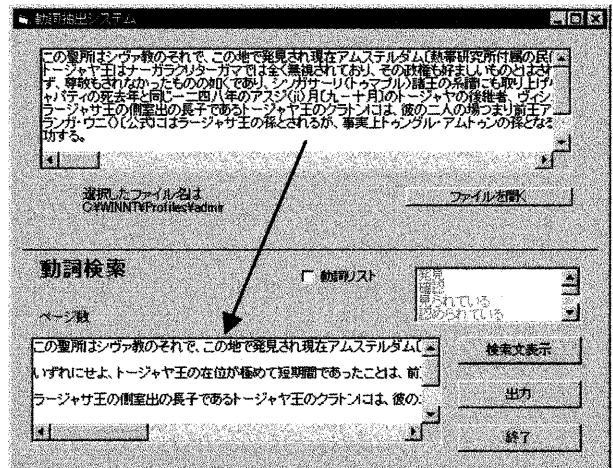 動詞抽出システム
この聖所はシヴァ教のそれで、この地で発見され現在アムステルダム(熱帯研究所付属の民
トージャヤ王はナーガラクリターガマでは全く無視されており、その政権も好ましいものとはされ
ず、尊敬もされなかったものの如くであり、シンガサーリ(トゥマプル)諸王の系譜にも取り上げ
ャパティの死去年と同じ一二四八年のアスジ(ji)月(九-十月)のトージャヤの後継者、ヴィシ
ラージャサ王の側室出の長子であるトージャヤ王のクラトンには、彼の二人の場つまり前王ア
ランガ・ウニ()(公式にはラージャサ王の孫とされるが、事実上トゥングル・アムトゥンの孫となる
功する。
選択したファイル名は
C:¥WINNT¥Profiles¥admir
ファイルを開く
動詞検索
動詞リスト
発見
確認
見られている
認められている
ページ数
この聖所はシヴァ教のそれで、この地で発見され現在アムステルダム(
いずれにせよ、トージャヤ王の在位が極めて短期間であったことは、前
ラージャサ王の側室出の長子であるトージャヤ王のクラトンには、彼の
検索文表示
出力
終了